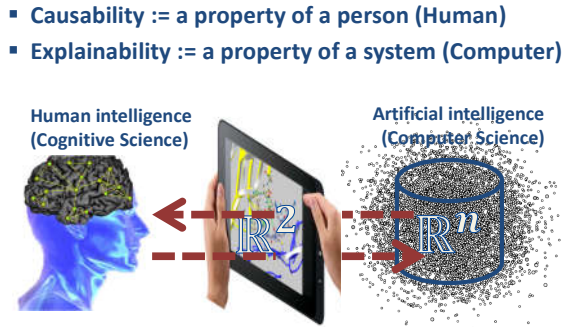 ▪ Causability := a property of a person (Human)
▪ Explainability := a property of a system (Computer)
Human intelligence
(Cognitive Science)
Artificial intelligence
(Computer Science)
ℝ²
ℝⁿ